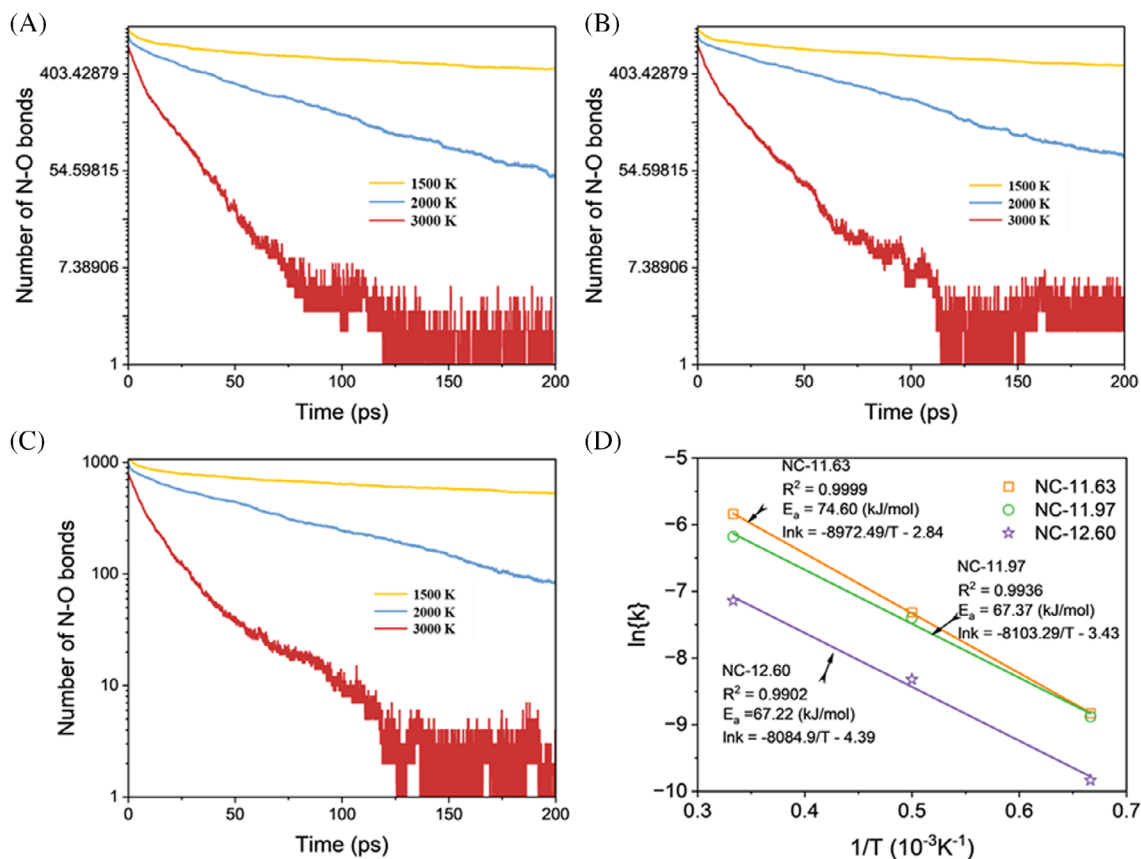 (A)
Number of N-O bonds
403.42879
54.59815
7.38906
1
1500 K
2000 K
3000 K
0 50 100 150 200
Time (ps)
(B)
Number of N-O bonds
403.42879
54.59815
7.38906
1
1500 K
2000 K
3000 K
0 50 100 150 200
Time (ps)
(C)
Number of N-O bonds
1000
100
10
1
1500 K
2000 K
3000 K
0 50 100 150 200
Time (ps)
(D)
ln{k}
−5
−6
−7
−8
−9
−10
NC-11.63
R² = 0.9999
Eₐ = 74.60 (kJ/mol)
lnk = -8972.49/T - 2.84
NC-11.63
NC-11.97
NC-12.60
NC-11.97
R² = 0.9936
Eₐ = 67.37 (kJ/mol)
lnk = -8103.29/T - 3.43
NC-12.60
R² = 0.9902
Eₐ =67.22 (kJ/mol)
lnk = -8084.9/T - 4.39
0.3 0.4 0.5 0.6 0.7
1/T (10⁻³K⁻¹)